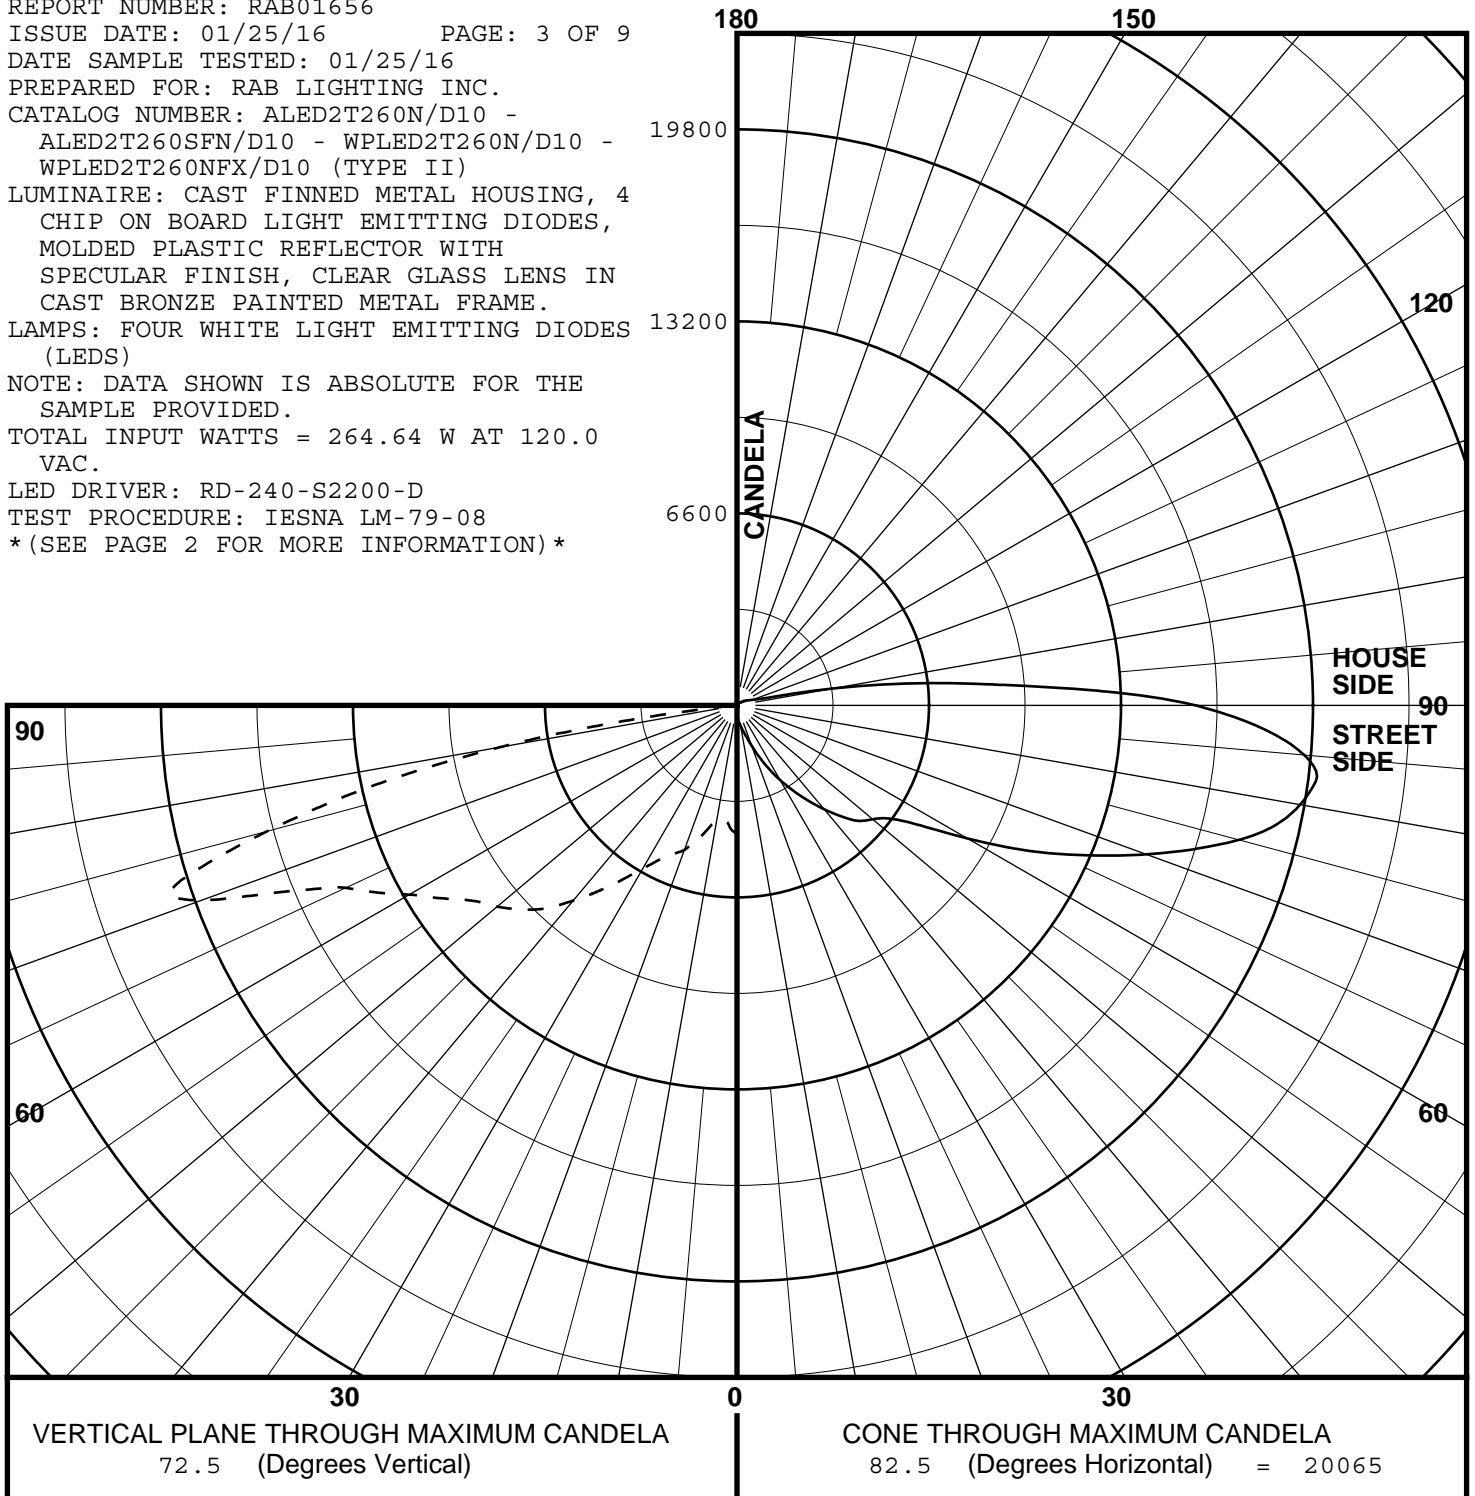 REPORT NUMBER: RAB01656
ISSUE DATE: 01/25/16 PAGE: 3 OF 9
DATE SAMPLE TESTED: 01/25/16
PREPARED FOR: RAB LIGHTING INC.
CATALOG NUMBER: ALED2T260N/D10 -
ALED2T260SFN/D10 - WPLED2T260N/D10 -
WPLED2T260NFX/D10 (TYPE II)
LUMINAIRE: CAST FINNED METAL HOUSING, 4
CHIP ON BOARD LIGHT EMITTING DIODES,
MOLDED PLASTIC REFLECTOR WITH
SPECULAR FINISH, CLEAR GLASS LENS IN
CAST BRONZE PAINTED METAL FRAME.
LAMPS: FOUR WHITE LIGHT EMITTING DIODES
(LEDS)
NOTE: DATA SHOWN IS ABSOLUTE FOR THE
SAMPLE PROVIDED.
TOTAL INPUT WATTS = 264.64 W AT 120.0
VAC.
LED DRIVER: RD-240-S2200-D
TEST PROCEDURE: IESNA LM-79-08
*(SEE PAGE 2 FOR MORE INFORMATION)*
180
150
19800
13200
120
CANDELA
6600
HOUSE
SIDE
90
90
STREET
SIDE
60
60
30
0
30
VERTICAL PLANE THROUGH MAXIMUM CANDELA
72.5 (Degrees Vertical)
CONE THROUGH MAXIMUM CANDELA
82.5 (Degrees Horizontal) = 20065